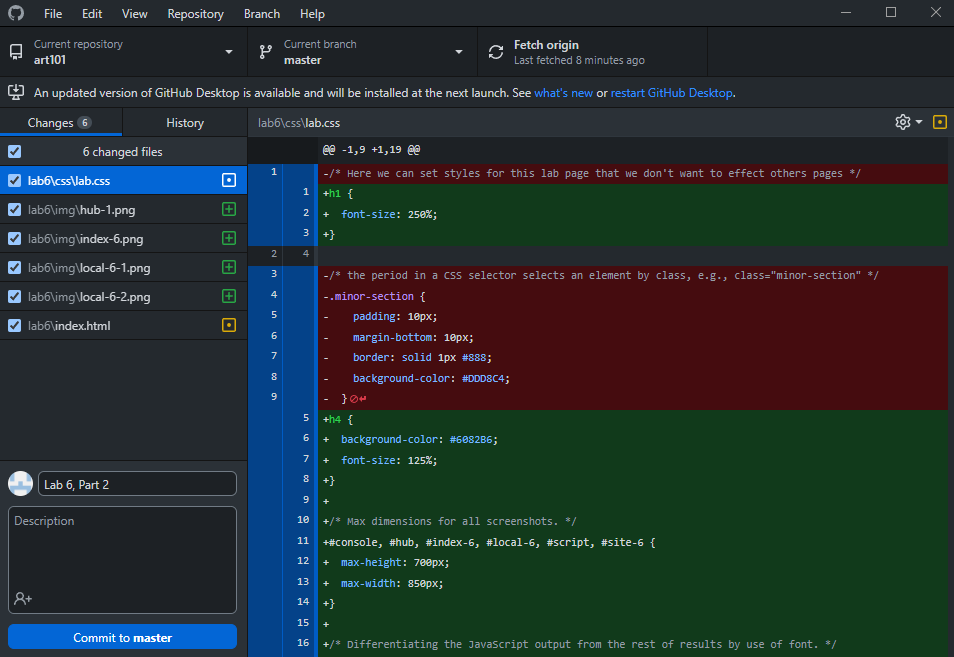 File Edit View Repository Branch Help
Current repository
art101
Current branch
master
Fetch origin
Last fetched 8 minutes ago
An updated version of GitHub Desktop is available and will be installed at the next launch. See what's new or restart GitHub Desktop.
Changes 6
History
lab6\css\lab.css
6 changed files
lab6\css\lab.css
lab6\img\hub-1.png
lab6\img\index-6.png
lab6\img\local-6-1.png
lab6\img\local-6-2.png
lab6\index.html
Lab 6, Part 2
Description
Commit to master
@@ -1,9 +1,19 @@
1 -/* Here we can set styles for this lab page that we don't want to effect others pages */
1 +h1 {
2 +  font-size: 250%;
3 +}
2 4
3 -/* the period in a CSS selector selects an element by class, e.g., class="minor-section" */
4 -.minor-section {
5 -    padding: 10px;
6 -    margin-bottom: 10px;
7 -    border: solid 1px #888;
8 -    background-color: #DDD8C4;
9 -  }
5 +h4 {
6 +  background-color: #6082B6;
7 +  font-size: 125%;
8 +}
9 +
10 +/* Max dimensions for all screenshots. */
11 +#console, #hub, #index-6, #local-6, #script, #site-6 {
12 +  max-height: 700px;
13 +  max-width: 850px;
14 +}
15 +
16 +/* Differentiating the JavaScript output from the rest of results by use of font. */